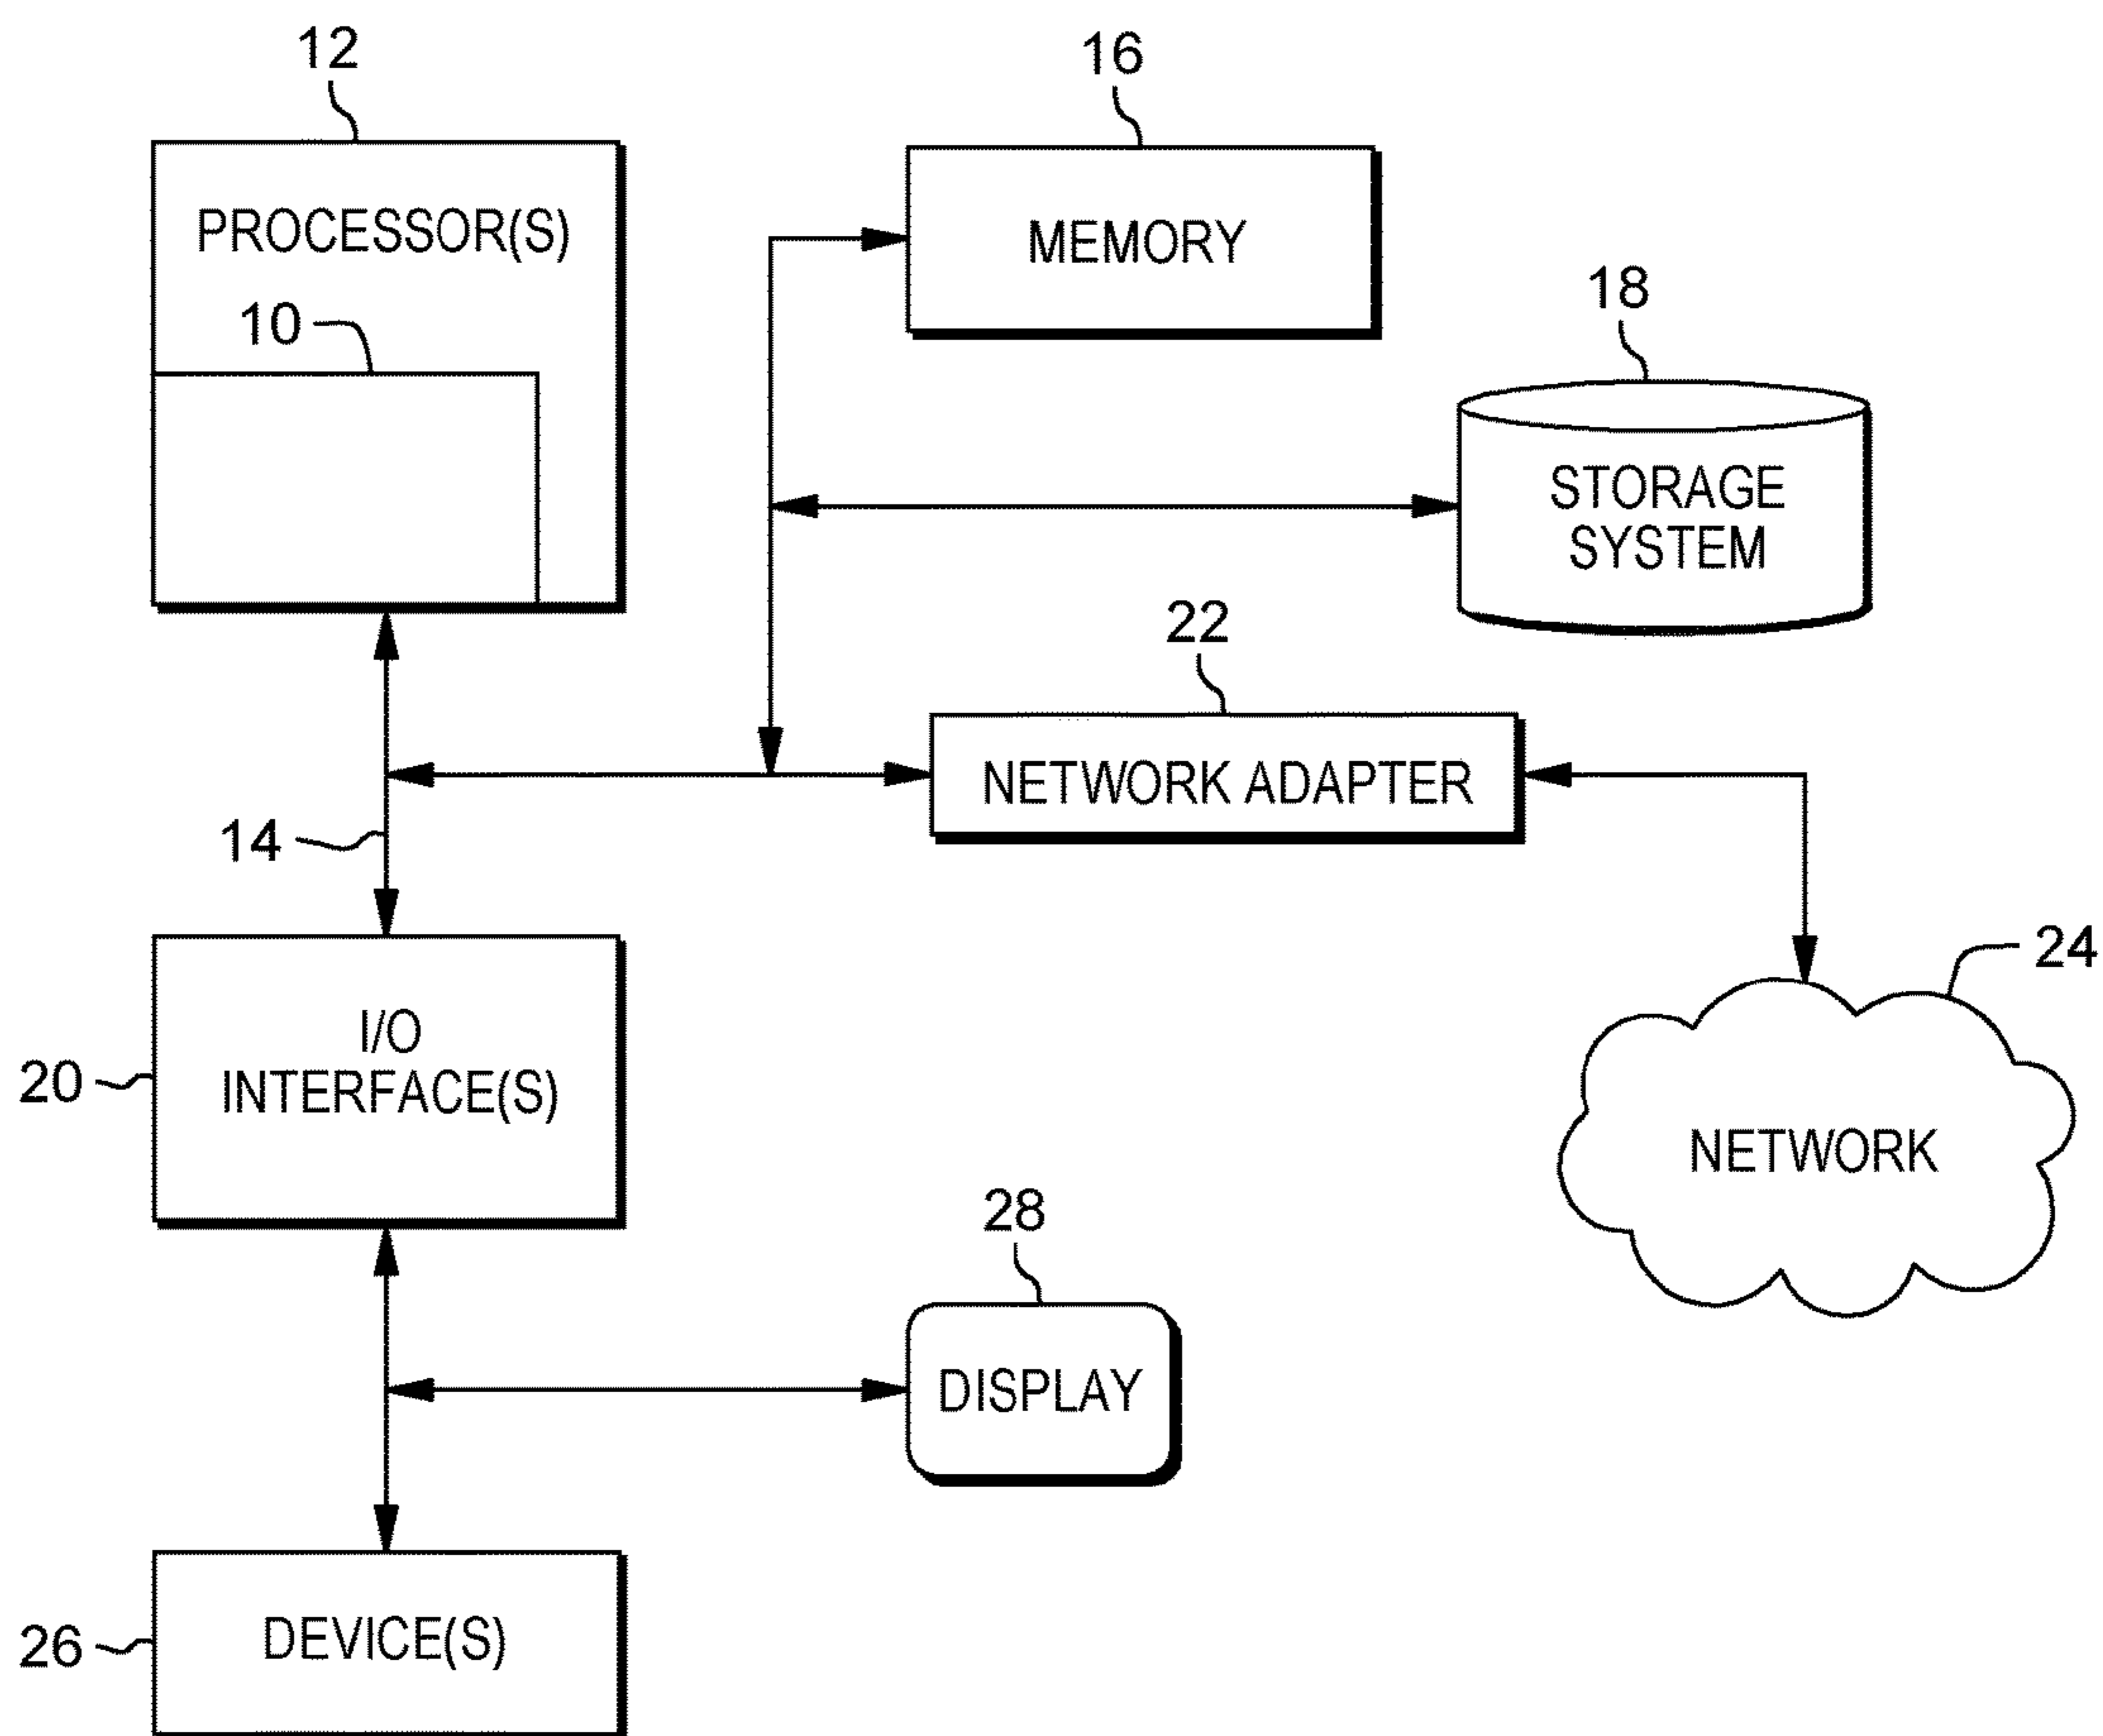 12
16
PROCESSOR(S)
MEMORY
10
18
STORAGE
SYSTEM
22
NETWORK ADAPTER
14
24
I/O
INTERFACE(S)
20
NETWORK
28
DISPLAY
DEVICE(S)
26